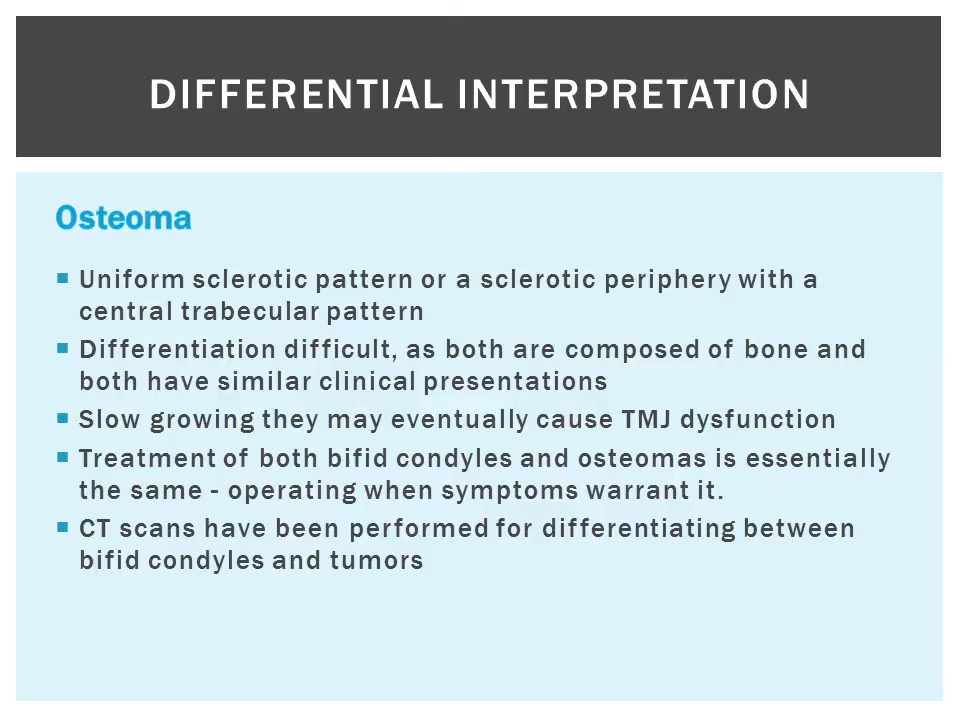 DIFFERENTIAL INTERPRETATION
Osteoma
Uniform sclerotic pattern or a sclerotic periphery with a
central trabecular pattern
Differentiation difficult, as both are composed of bone and
both have similar clinical presentations
Slow growing they may eventually cause TMJ dysfunction
Treatment of both bifid condyles and osteomas is essentially
the same - operating when symptoms warrant it.
CT scans have been performed for differentiating between
bifid condyles and tumors